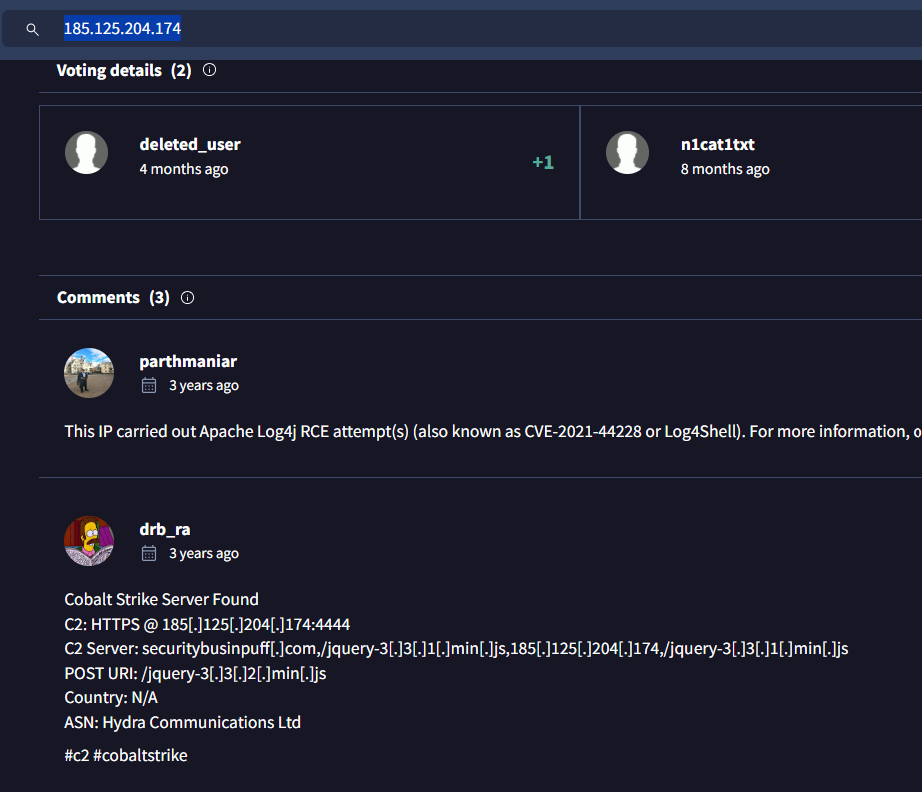 185.125.204.174
Voting details (2)
deleted_user
4 months ago
+1
n1cat1txt
8 months ago
Comments (3)
parthmaniar
3 years ago
This IP carried out Apache Log4j RCE attempt(s) (also known as CVE-2021-44228 or Log4Shell). For more information, o
drb_ra
3 years ago
Cobalt Strike Server Found
C2: HTTPS @ 185[.]125[.]204[.]174:4444
C2 Server: securitybusinpuff[.]com,/jquery-3[.]3[.]1[.]min[.]js,185[.]125[.]204[.]174,/jquery-3[.]3[.]1[.]min[.]js
POST URI: /jquery-3[.]3[.]2[.]min[.]js
Country: N/A
ASN: Hydra Communications Ltd
#c2 #cobaltstrike